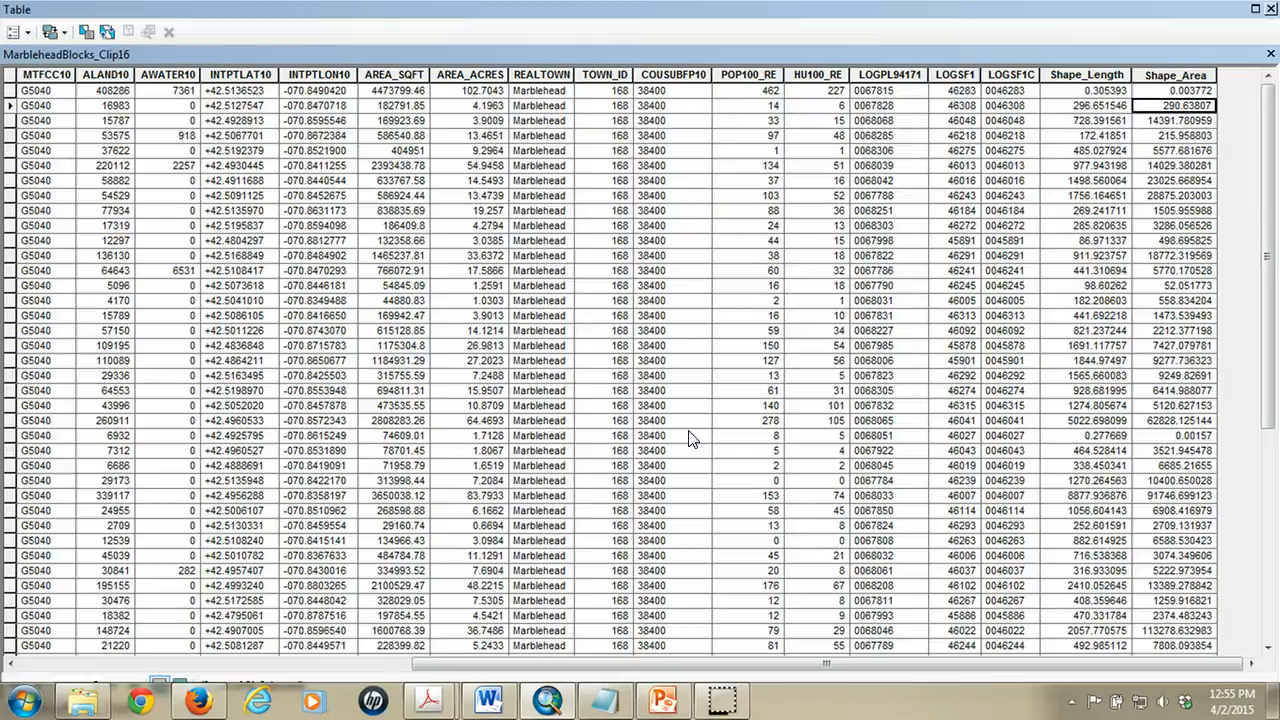 Table
MarbleheadBlocks_Clip16
MTFCC10 ALAND10 AWATER10 INTPTLAT10 INTPTLON10 AREA_SQFT AREA_ACRES REALTOWN TOWN_ID COUSUBFP10 POP100_RE HU100_RE LOGPL94171 LOGSF1 LOGSF1C Shape_Length Shape_Area
G5040 408286 7361 +42.5136523 -070.8490420 4473799.46 102.7043 Marblehead 168 38400 462 227 0067815 46283 0046283 0.305393 0.003772
G5040 16983 0 +42.5127547 -070.8470718 182791.85 4.1963 Marblehead 168 38400 14 6 0067828 46308 0046308 296.651546 290.63807
G5040 15787 0 +42.4928913 -070.8595546 169923.69 3.9009 Marblehead 168 38400 33 15 0068068 46048 0046048 728.391561 14391.780959
G5040 53575 918 +42.5067701 -070.8672384 586540.88 13.4651 Marblehead 168 38400 97 48 0068285 46218 0046218 172.41851 215.958803
G5040 37622 0 +42.5192379 -070.8521900 404951 9.2964 Marblehead 168 38400 1 1 0068306 46275 0046275 485.027924 5577.681676
G5040 220112 2257 +42.4930445 -070.8411255 2393438.78 54.9458 Marblehead 168 38400 134 51 0068039 46013 0046013 977.943198 14029.380281
G5040 58882 0 +42.4911688 -070.8440544 633767.58 14.5493 Marblehead 168 38400 37 16 0068042 46016 0046016 1498.560064 23025.668954
G5040 54529 0 +42.5091125 -070.8452675 586924.44 13.4739 Marblehead 168 38400 103 52 0067788 46243 0046243 1756.164651 28875.203003
G5040 77934 0 +42.5135970 -070.8631173 838835.69 19.257 Marblehead 168 38400 88 36 0068251 46184 0046184 269.241711 1505.955988
G5040 17319 0 +42.5195837 -070.8594098 186409.8 4.2794 Marblehead 168 38400 24 13 0068303 46272 0046272 285.820635 3286.056526
G5040 12297 0 +42.4804297 -070.8812777 132358.66 3.0385 Marblehead 168 38400 44 15 0067998 45891 0045891 86.971337 498.695825
G5040 136130 0 +42.5168849 -070.8484902 1465237.81 33.6372 Marblehead 168 38400 38 18 0067822 46291 0046291 911.923757 18772.319569
G5040 64643 6531 +42.5108417 -070.8470293 766072.91 17.5866 Marblehead 168 38400 60 32 0067786 46241 0046241 441.310694 5770.170528
G5040 5096 0 +42.5073618 -070.8446181 54845.09 1.2591 Marblehead 168 38400 16 18 0067790 46245 0046245 98.60262 52.051773
G5040 4170 0 +42.5041010 -070.8349488 44880.83 1.0303 Marblehead 168 38400 2 1 0068031 46005 0046005 182.208603 558.834204
G5040 15789 0 +42.5086105 -070.8416650 169942.47 3.9013 Marblehead 168 38400 16 10 0067831 46313 0046313 441.692218 1473.539493
G5040 57150 0 +42.5011226 -070.8743070 615128.85 14.1214 Marblehead 168 38400 59 34 0068227 46092 0046092 821.237244 2212.377198
G5040 109195 0 +42.4836848 -070.8715783 1175304.8 26.9813 Marblehead 168 38400 150 54 0067985 45878 0045878 1691.117757 7427.079781
G5040 110089 0 +42.4864211 -070.8650677 1184931.29 27.2023 Marblehead 168 38400 127 56 0068006 45901 0045901 1844.97497 9277.736323
G5040 29336 0 +42.5163495 -070.8425503 315755.59 7.2488 Marblehead 168 38400 13 5 0067823 46292 0046292 1565.660083 9249.82691
G5040 64553 0 +42.5198970 -070.8553948 694811.31 15.9507 Marblehead 168 38400 61 31 0068305 46274 0046274 928.681995 6414.988077
G5040 43996 0 +42.5052020 -070.8457878 473535.55 10.8709 Marblehead 168 38400 140 101 0067832 46315 0046315 1274.805674 5120.627153
G5040 260911 0 +42.4960533 -070.8572343 2808283.26 64.4693 Marblehead 168 38400 278 105 0068065 46041 0046041 5022.698099 62828.125144
G5040 6932 0 +42.4925795 -070.8615249 74609.01 1.7128 Marblehead 168 38400 8 5 0068051 46027 0046027 0.277669 0.00157
G5040 7312 0 +42.4960527 -070.8531890 78701.45 1.8067 Marblehead 168 38400 5 4 0067922 46043 0046043 464.528414 3521.945478
G5040 6686 0 +42.4888691 -070.8419091 71958.79 1.6519 Marblehead 168 38400 2 2 0068045 46019 0046019 338.450341 6685.21655
G5040 29173 0 +42.5135948 -070.8422170 313998.44 7.2084 Marblehead 168 38400 0 0 0067784 46239 0046239 1270.264563 10400.650028
G5040 339117 0 +42.4956288 -070.8358197 3650038.12 83.7933 Marblehead 168 38400 153 74 0068033 46007 0046007 8877.936876 91746.699123
G5040 24955 0 +42.5006107 -070.8510962 268598.88 6.1662 Marblehead 168 38400 58 45 0067850 46114 0046114 1056.604143 6908.416979
G5040 2709 0 +42.5130331 -070.8459554 29160.74 0.6694 Marblehead 168 38400 13 8 0067824 46293 0046293 252.601591 2709.131937
G5040 12539 0 +42.5108240 -070.8415141 134966.43 3.0984 Marblehead 168 38400 0 0 0067808 46263 0046263 882.614925 6588.530423
G5040 45039 0 +42.5010782 -070.8367633 484784.78 11.1291 Marblehead 168 38400 45 21 0068032 46006 0046006 716.538368 3074.349606
G5040 30841 282 +42.4957407 -070.8430016 334993.52 7.6904 Marblehead 168 38400 20 8 0068061 46037 0046037 316.933095 5222.973954
G5040 195155 0 +42.4993240 -070.8803265 2100529.47 48.2215 Marblehead 168 38400 176 67 0068208 46102 0046102 2410.052645 13389.278842
G5040 30476 0 +42.5172585 -070.8448042 328029.05 7.5305 Marblehead 168 38400 12 8 0067811 46267 0046267 408.359646 1259.916821
G5040 18382 0 +42.4795061 -070.8787516 197854.55 4.5421 Marblehead 168 38400 12 9 0067993 45886 0045886 470.331784 2374.483243
G5040 148724 0 +42.4907005 -070.8596540 1600768.39 36.7486 Marblehead 168 38400 79 29 0068046 46022 0046022 2057.770575 113278.632983
G5040 21220 0 +42.5081287 -070.8449571 228399.82 5.2433 Marblehead 168 38400 81 55 0067789 46244 0046244 492.985112 7808.093854
12:55 PM
4/2/2015